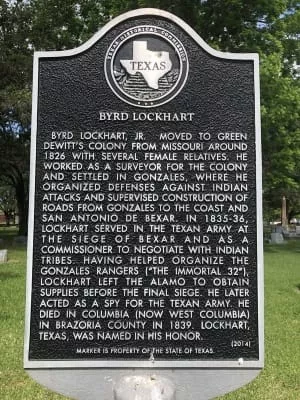 TEXAS HISTORICAL COMMISSION
TEXAS
BYRD LOCKHART
BYRD LOCKHART, JR. MOVED TO GREEN
DEWITT'S COLONY FROM MISSOURI AROUND
1826 WITH SEVERAL FEMALE RELATIVES. HE
WORKED AS A SURVEYOR FOR THE COLONY
AND SETTLED IN GONZALES, WHERE HE
ORGANIZED DEFENSES AGAINST INDIAN
ATTACKS AND SUPERVISED CONSTRUCTION OF
ROADS FROM GONZALES TO THE COAST AND
SAN ANTONIO DE BEXAR. IN 1835-36,
LOCKHART SERVED IN THE TEXAS ARMY AT
THE SIEGE OF BEXAR AND AS A
COMMISSIONER TO NEGOTIATE WITH INDIAN
TRIBES. HAVING HELPED ORGANIZE THE
GONZALES RANGERS ("THE IMMORTAL 32"),
LOCKHART LEFT THE ALAMO TO OBTAIN
SUPPLIES BEFORE THE FINAL SIEGE. HE LATER
ACTED AS A SPY FOR THE TEXAS ARMY. HE
DIED IN COLUMBIA (NOW WEST COLUMBIA)
IN BRAZORIA COUNTY IN 1839. LOCKHART,
TEXAS, WAS NAMED IN HIS HONOR.
(2014)
MARKER IS PROPERTY OF THE STATE OF TEXAS